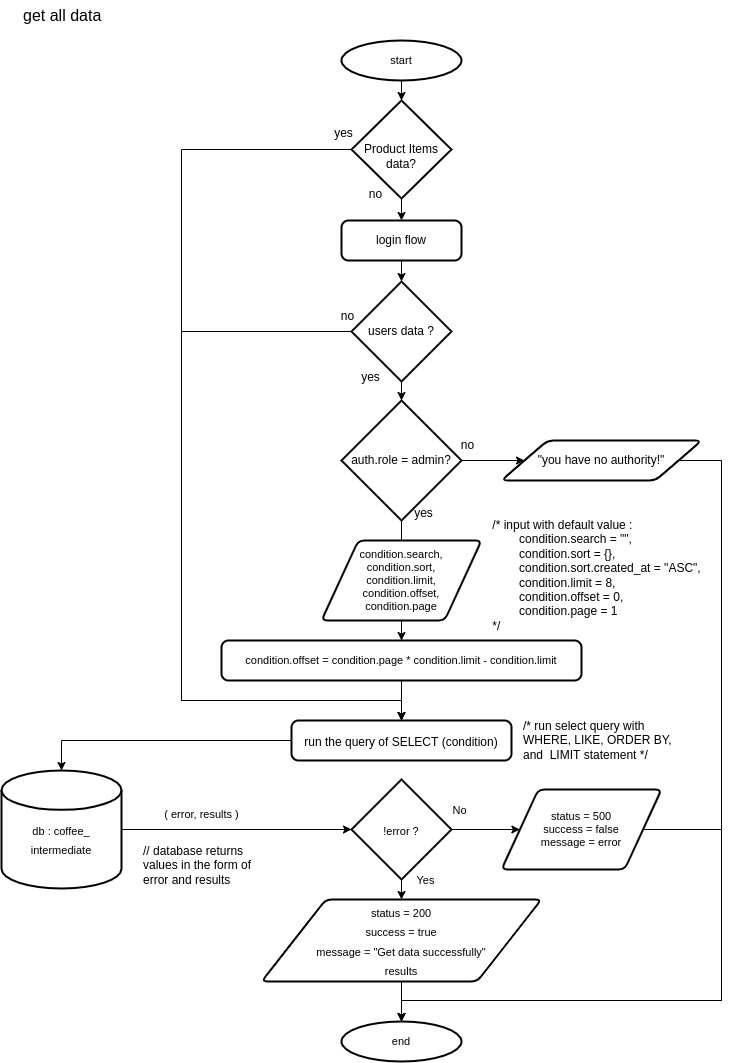 get all data
start
yes
Product Items
data?
no
login flow
no
users data ?
yes
auth.role = admin?
no
"you have no authority!"
yes
condition.search,
condition.sort,
condition.limit,
condition.offset,
condition.page
/* input with default value :
condition.search = "",
condition.sort = {},
condition.sort.created_at = "ASC",
condition.limit = 8,
condition.offset = 0,
condition.page = 1
*/
condition.offset = condition.page * condition.limit - condition.limit
run the query of SELECT (condition)
/* run select query with
WHERE, LIKE, ORDER BY,
and  LIMIT statement */
db : coffee_
intermediate
( error, results )
// database returns
values in the form of
error and results
!error ?
No
status = 500
success = false
message = error
Yes
status = 200
success = true
message = "Get data successfully"
results
end